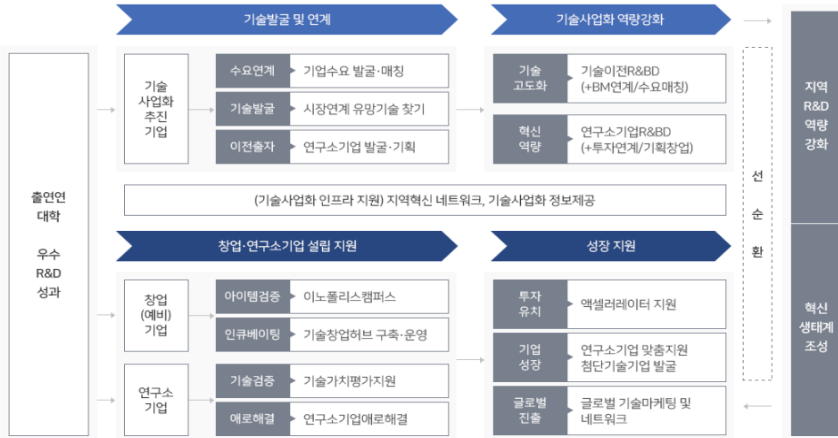 기술발굴 및 연계
기술사업화 역량강화
출연연
대학
우수
R&D
성과
기술
사업화
추진
기업
수요연계
기업수요 발굴·매칭
기술발굴
시장연계 유망기술 찾기
이전출자
연구소기업 발굴·기획
기술
고도화
기술이전R&BD
(+BM연계/수요매칭)
혁신
역량
연구소기업R&BD
(+투자연계/기획창업)
(기술사업화 인프라 지원) 지역혁신 네트워크, 기술사업화 정보제공
창업·연구소기업 설립 지원
성장 지원
창업
(예비)
기업
아이템검증
이노폴리스캠퍼스
인큐베이팅
기술창업허브 구축·운영
연구소
기업
기술검증
기술가치평가지원
애로해결
연구소기업애로해결
투자
유치
액셀러레이터 지원
기업
성장
연구소기업 맞춤지원
첨단기술기업 발굴
글로벌
진출
글로벌 기술마케팅 및
네트워크
선
순
환
지역
R&D
역량
강화
혁신
생태계
조성